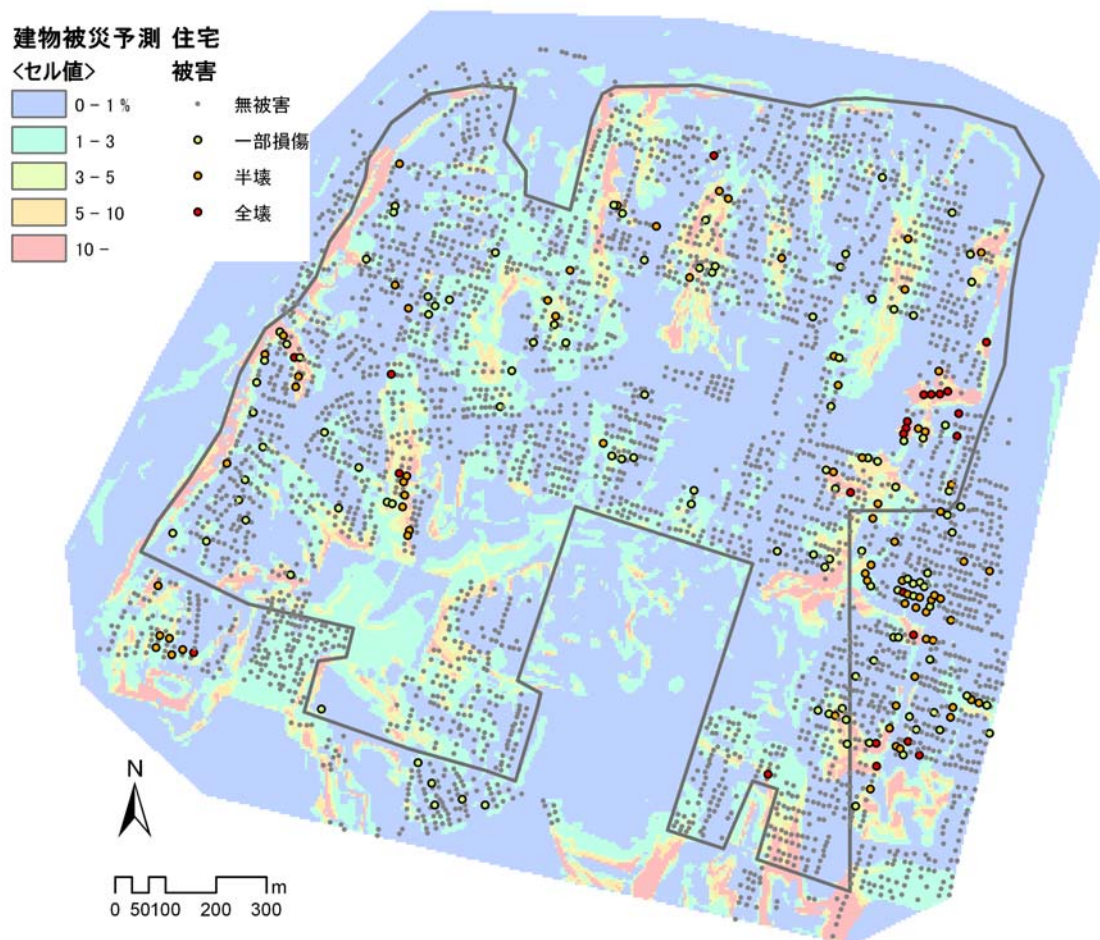 建物被災予測 住宅
<セル値> 被害
0 - 1 % 無被害
1 - 3 一部損傷
3 - 5 半壊
5 - 10 全壊
10 -
N
m
0 50100 200 300